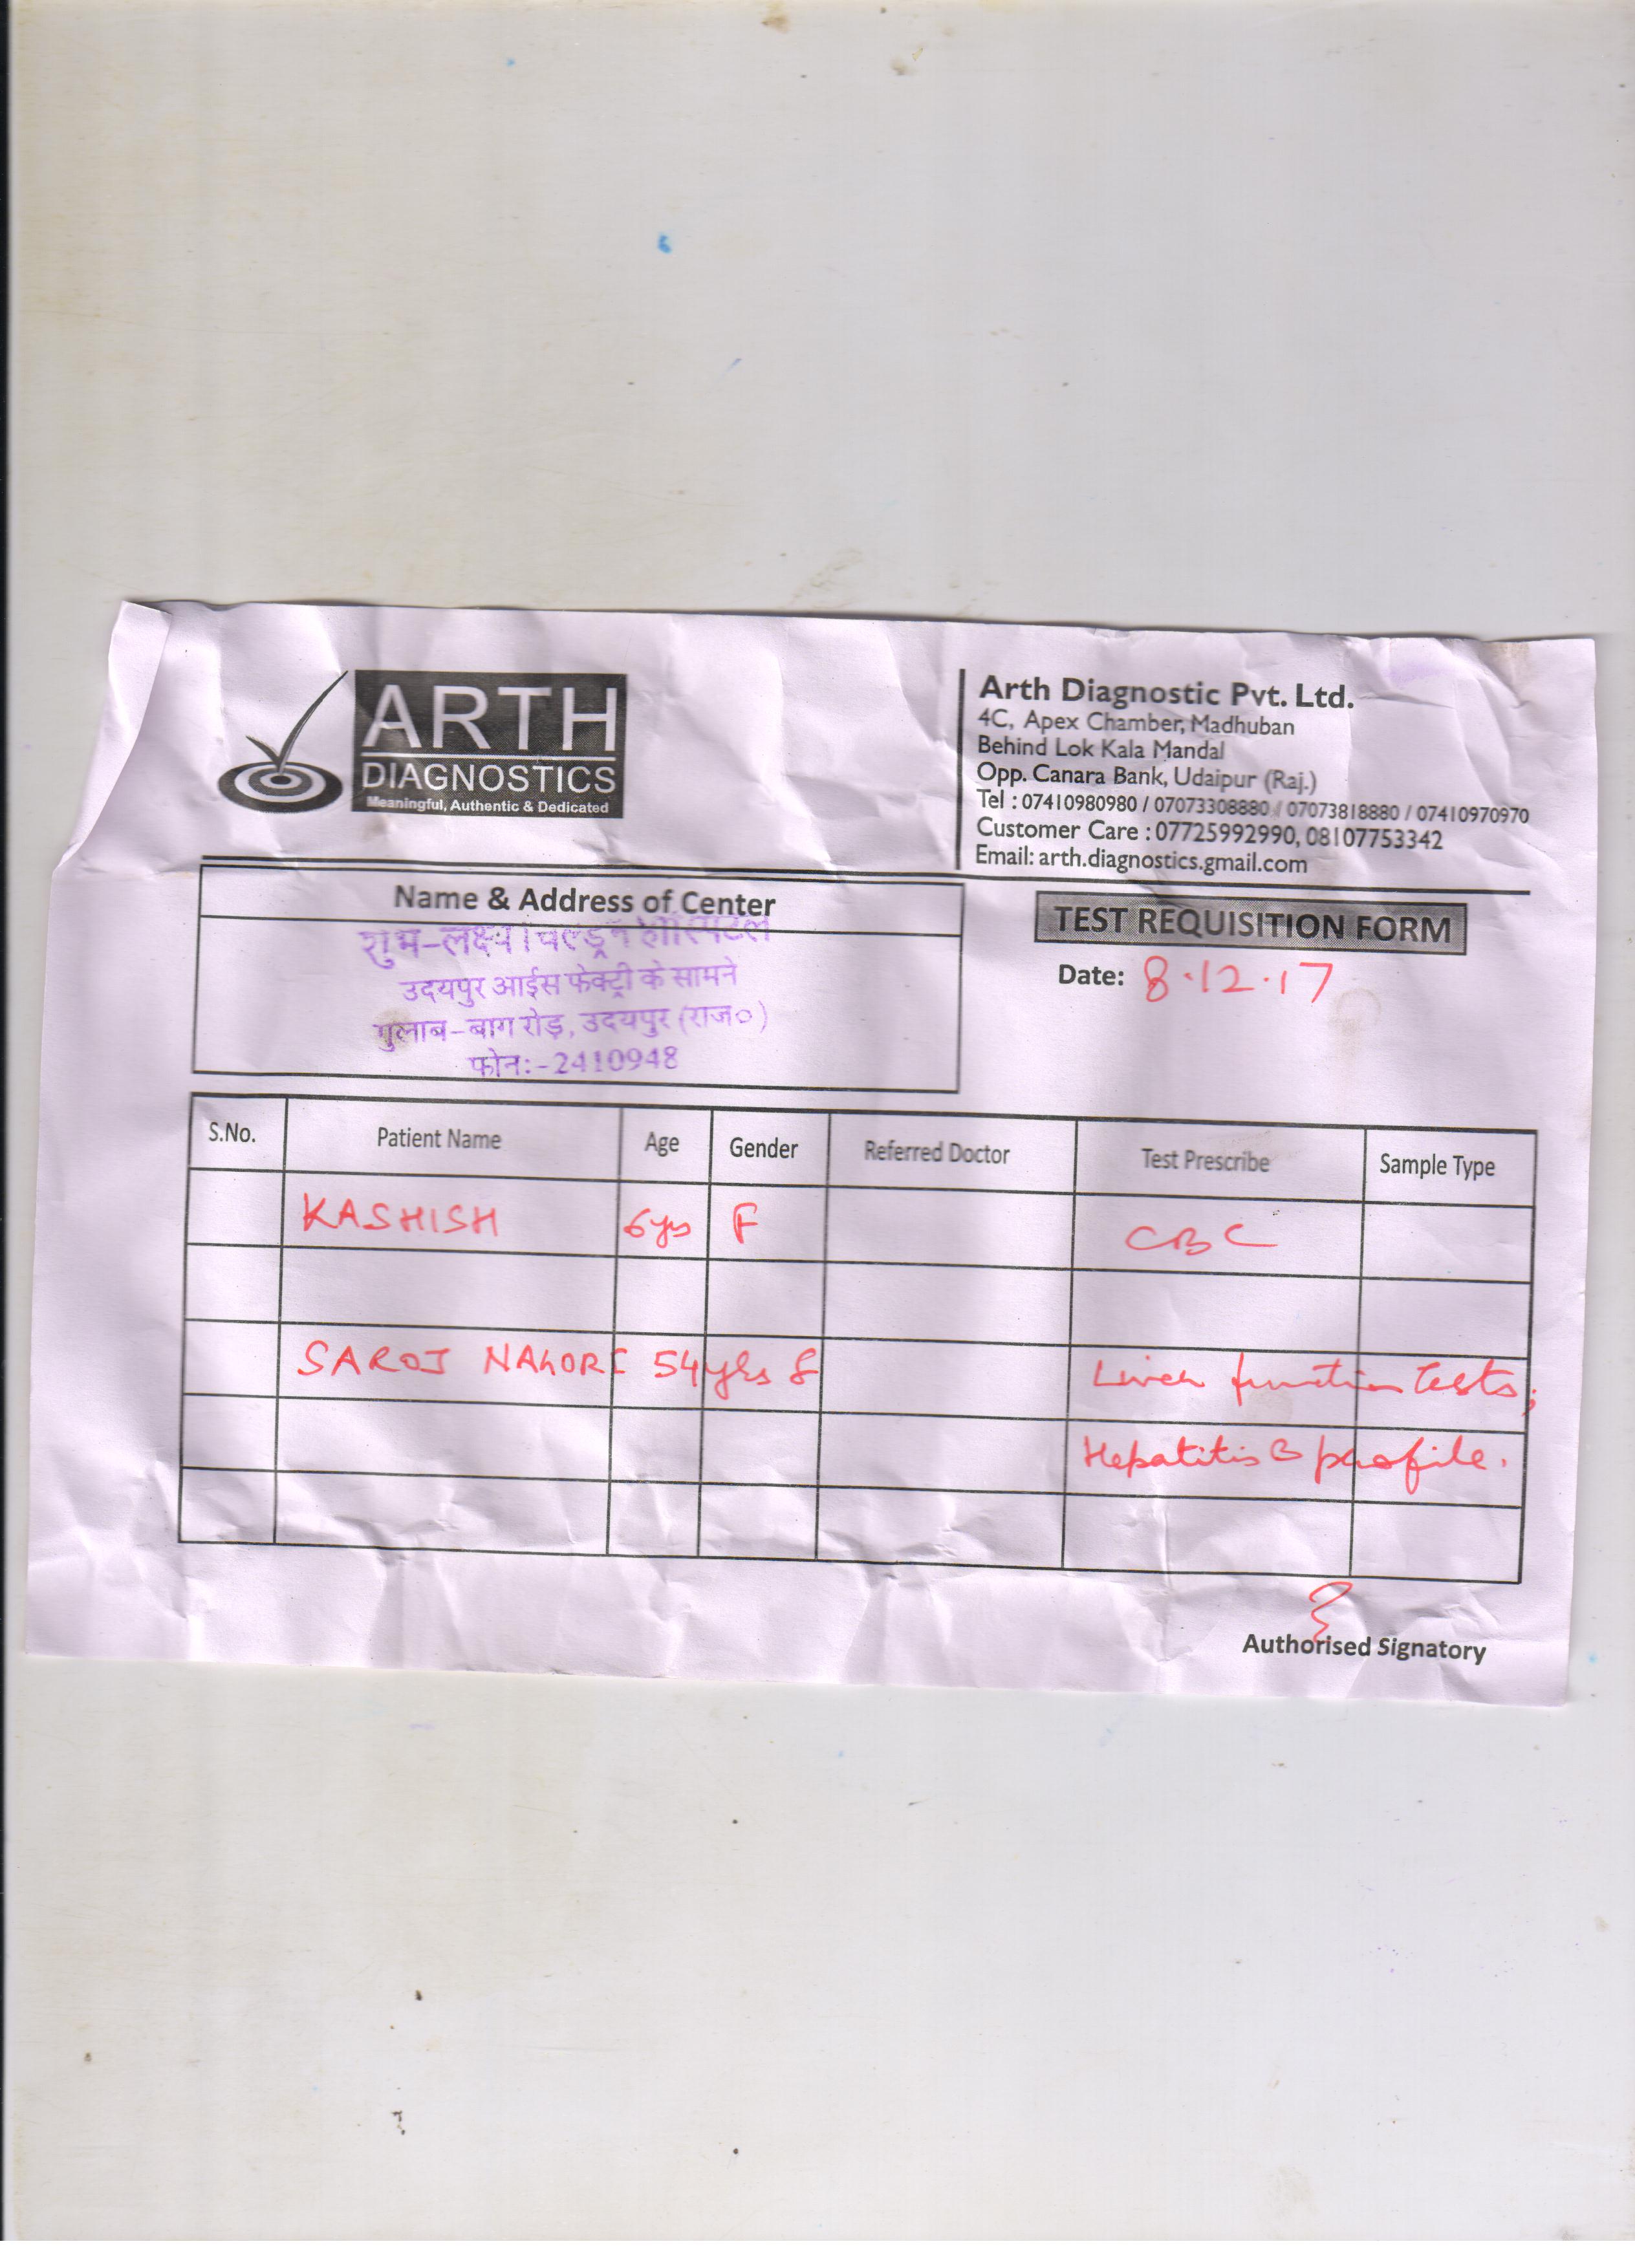 ARTH
DIAGNOSTICS
Meaningful, Authentic & Dedicated
Arth Diagnostic Pvt. Ltd.
4C, Apex Chamber, Madhuban
Behind Lok Kala Mandal
Opp. Canara Bank, Udaipur (Raj.)
Tel : 07410980980 / 07073308880 / 07073818880 / 07410970970
Customer Care : 07725992990, 08107753342
Email: arth.diagnostics.gmail.com
Name & Address of Center
शुभ-लक्ष्य चिल्ड्रन हॉस्पिटल
उदयपुर आईस फेक्ट्री के सामने
गुलाब-बाग रोड़, उदयपुर (राज०)
फोन:-2410948
TEST REQUISITION FORM
Date: 8.12.17
S.No. Patient Name Age Gender Referred Doctor Test Prescribe Sample Type
KASHISH 6yrs F CBC
SAROJ 54yrs f Liver function tests;
Hepatitis B profile.
Authorised Signatory